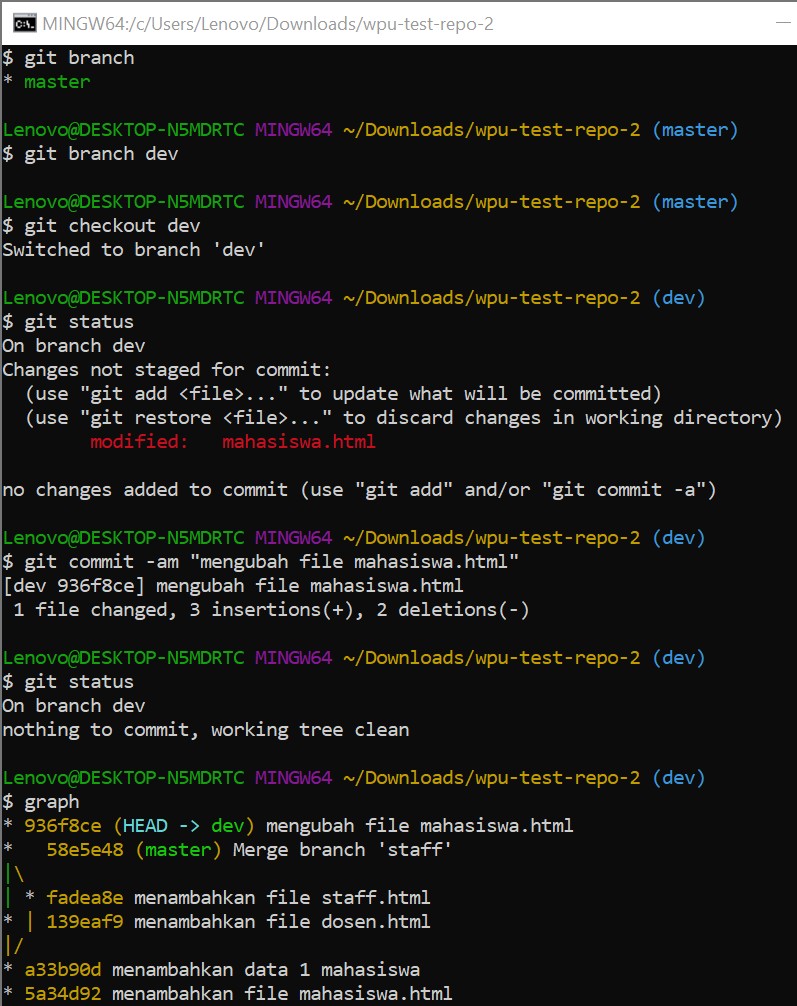 MINGW64:/c/Users/Lenovo/Downloads/wpu-test-repo-2
$ git branch
* master
Lenovo@DESKTOP-N5MDRTC MINGW64 ~/Downloads/wpu-test-repo-2 (master)
$ git branch dev
Lenovo@DESKTOP-N5MDRTC MINGW64 ~/Downloads/wpu-test-repo-2 (master)
$ git checkout dev
Switched to branch 'dev'
Lenovo@DESKTOP-N5MDRTC MINGW64 ~/Downloads/wpu-test-repo-2 (dev)
$ git status
On branch dev
Changes not staged for commit:
  (use "git add <file>..." to update what will be committed)
  (use "git restore <file>..." to discard changes in working directory)
        modified:   mahasiswa.html
no changes added to commit (use "git add" and/or "git commit -a")
Lenovo@DESKTOP-N5MDRTC MINGW64 ~/Downloads/wpu-test-repo-2 (dev)
$ git commit -am "mengubah file mahasiswa.html"
[dev 936f8ce] mengubah file mahasiswa.html
 1 file changed, 3 insertions(+), 2 deletions(-)
Lenovo@DESKTOP-N5MDRTC MINGW64 ~/Downloads/wpu-test-repo-2 (dev)
$ git status
On branch dev
nothing to commit, working tree clean
Lenovo@DESKTOP-N5MDRTC MINGW64 ~/Downloads/wpu-test-repo-2 (dev)
$ graph
* 936f8ce (HEAD -> dev) mengubah file mahasiswa.html
*   58e5e48 (master) Merge branch 'staff'
|\
| * fadea8e menambahkan file staff.html
* | 139eaf9 menambahkan file dosen.html
|/
* a33b90d menambahkan data 1 mahasiswa
* 5a34d92 menambahkan file mahasiswa.html